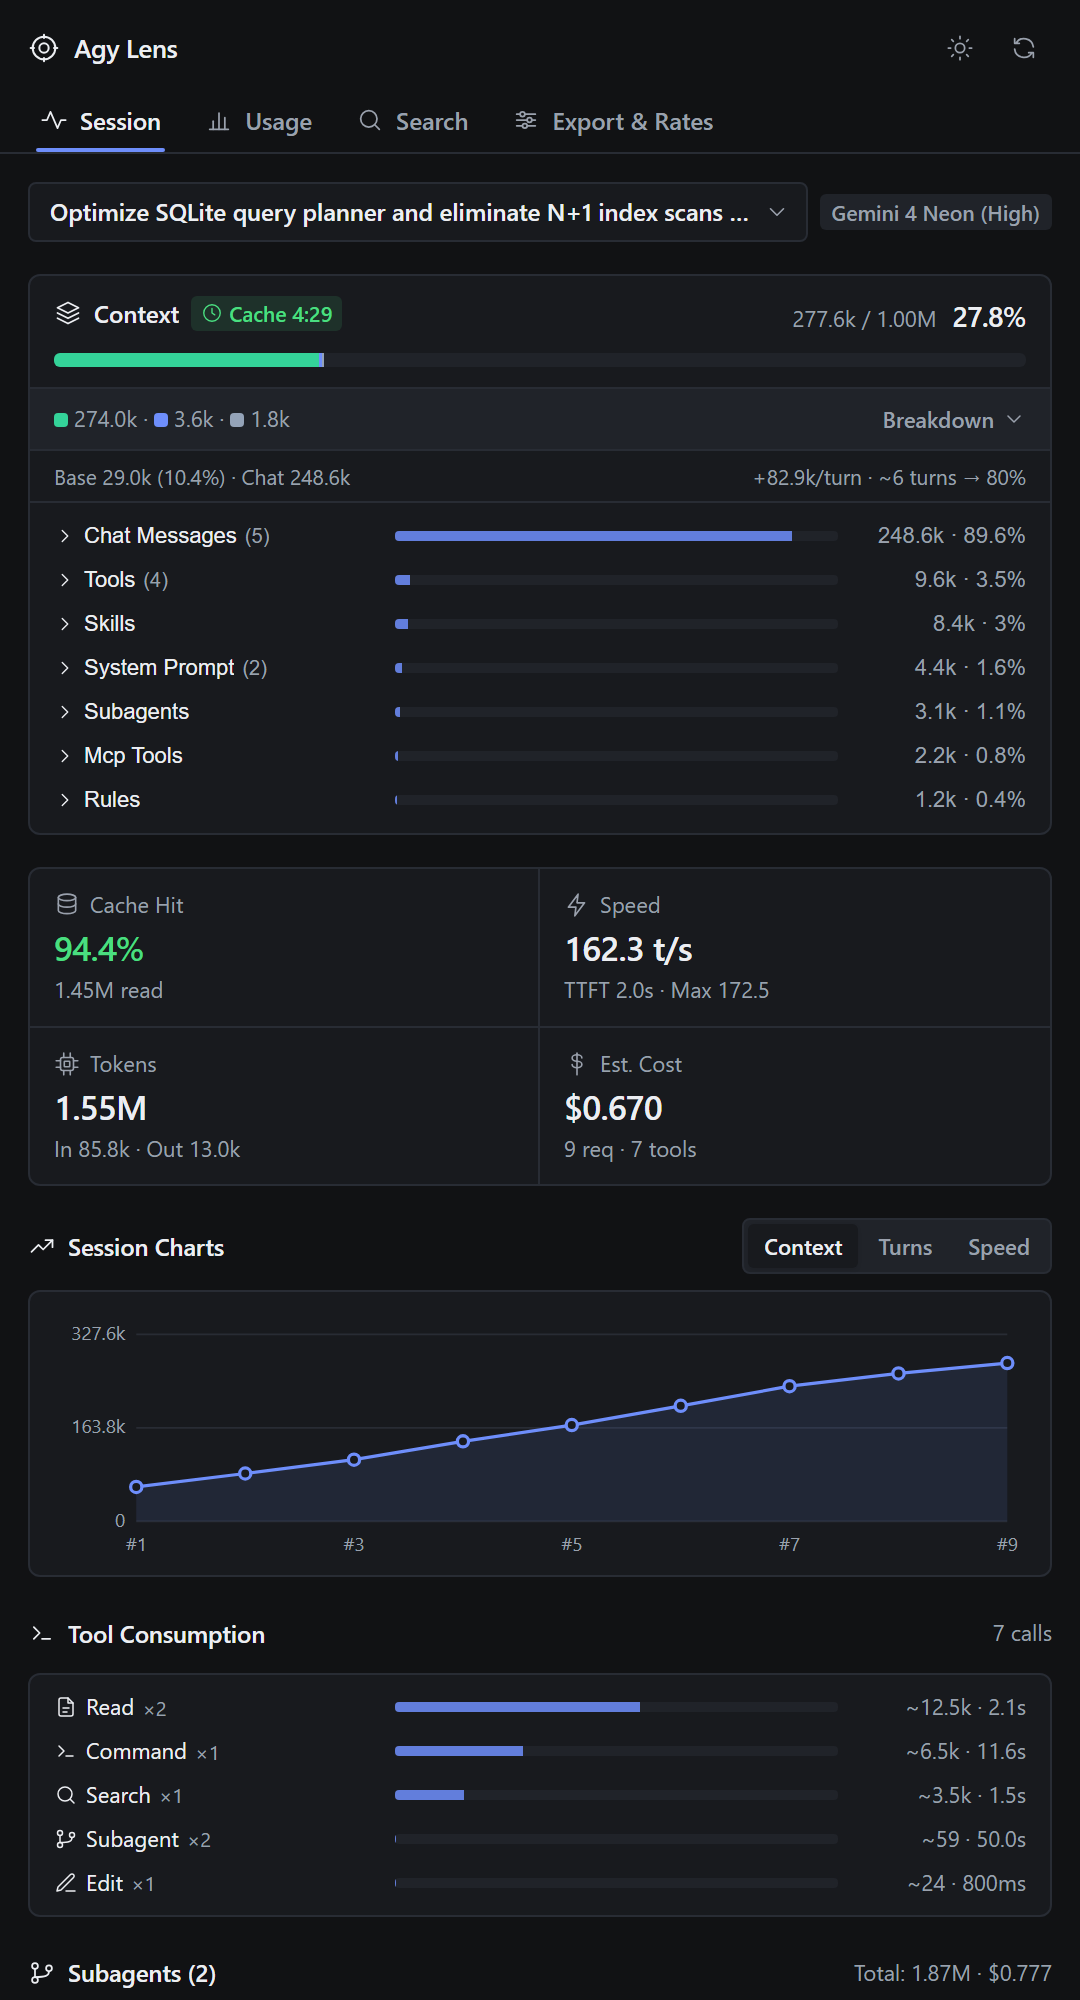 Agy Lens
Session Usage Search Export & Rates
Optimize SQLite query planner and eliminate N+1 index scans ... Gemini 4 Neon (High)
Context Cache 4:29 277.6k / 1.00M 27.8%
274.0k · 3.6k · 1.8k Breakdown
Base 29.0k (10.4%) · Chat 248.6k +82.9k/turn · ~6 turns → 80%
Chat Messages (5) 248.6k · 89.6%
Tools (4) 9.6k · 3.5%
Skills 8.4k · 3%
System Prompt (2) 4.4k · 1.6%
Subagents 3.1k · 1.1%
Mcp Tools 2.2k · 0.8%
Rules 1.2k · 0.4%
Cache Hit
94.4%
1.45M read
Speed
162.3 t/s
TTFT 2.0s · Max 172.5
Tokens
1.55M
In 85.8k · Out 13.0k
Est. Cost
$0.670
9 req · 7 tools
Session Charts Context Turns Speed
327.6k
163.8k
0
#1 #3 #5 #7 #9
Tool Consumption 7 calls
Read ×2 ~12.5k · 2.1s
Command ×1 ~6.5k · 11.6s
Search ×1 ~3.5k · 1.5s
Subagent ×2 ~59 · 50.0s
Edit ×1 ~24 · 800ms
Subagents (2) Total: 1.87M · $0.777